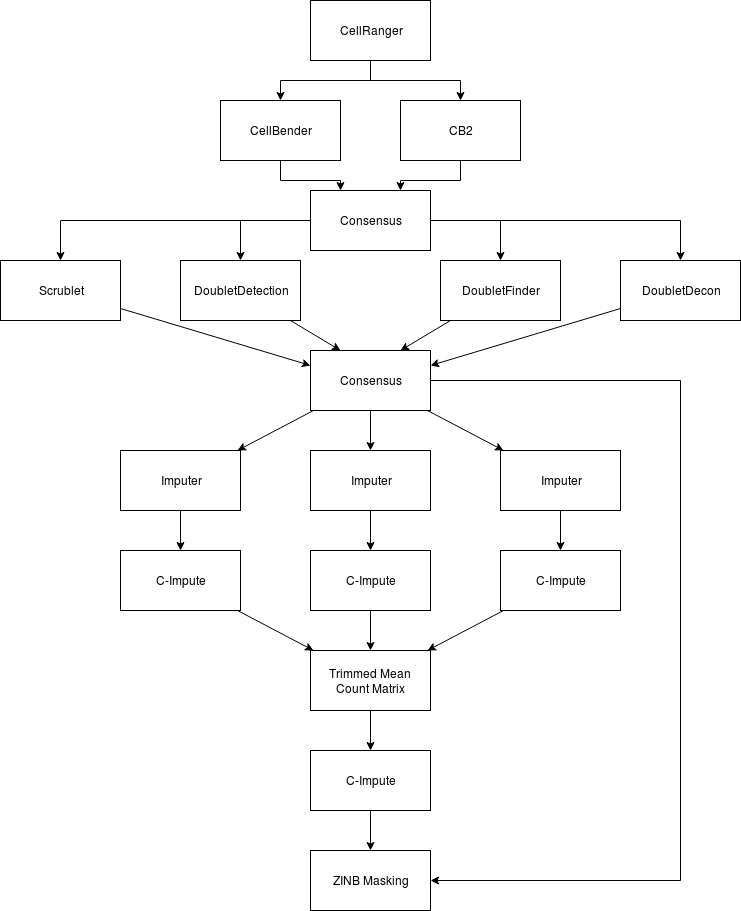 CellRanger
CellBender
CB2
Consensus
Scrublet
DoubletDetection
DoubletFinder
DoubletDecon
Consensus
Imputer
Imputer
Imputer
C-Impute
C-Impute
C-Impute
Trimmed Mean
Count Matrix
C-Impute
ZINB Masking